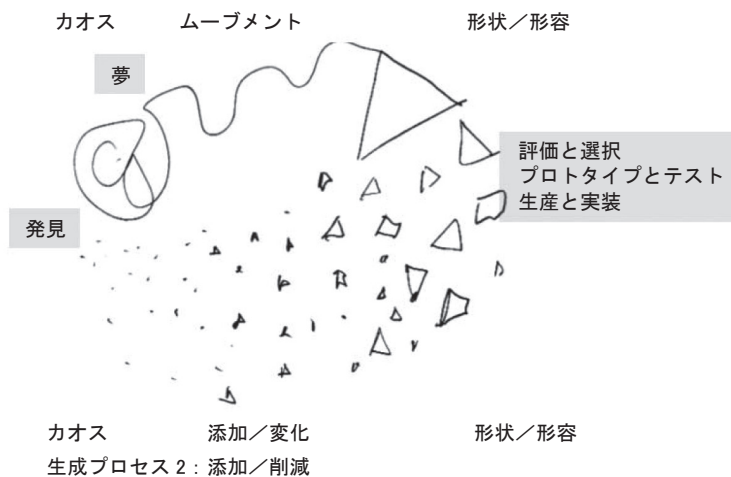 カオス ムーブメント 形状／形容
夢
評価と選択
プロトタイプとテスト
生産と実装
発見
カオス 添加／変化 形状／形容
生成プロセス 2：添加／削減